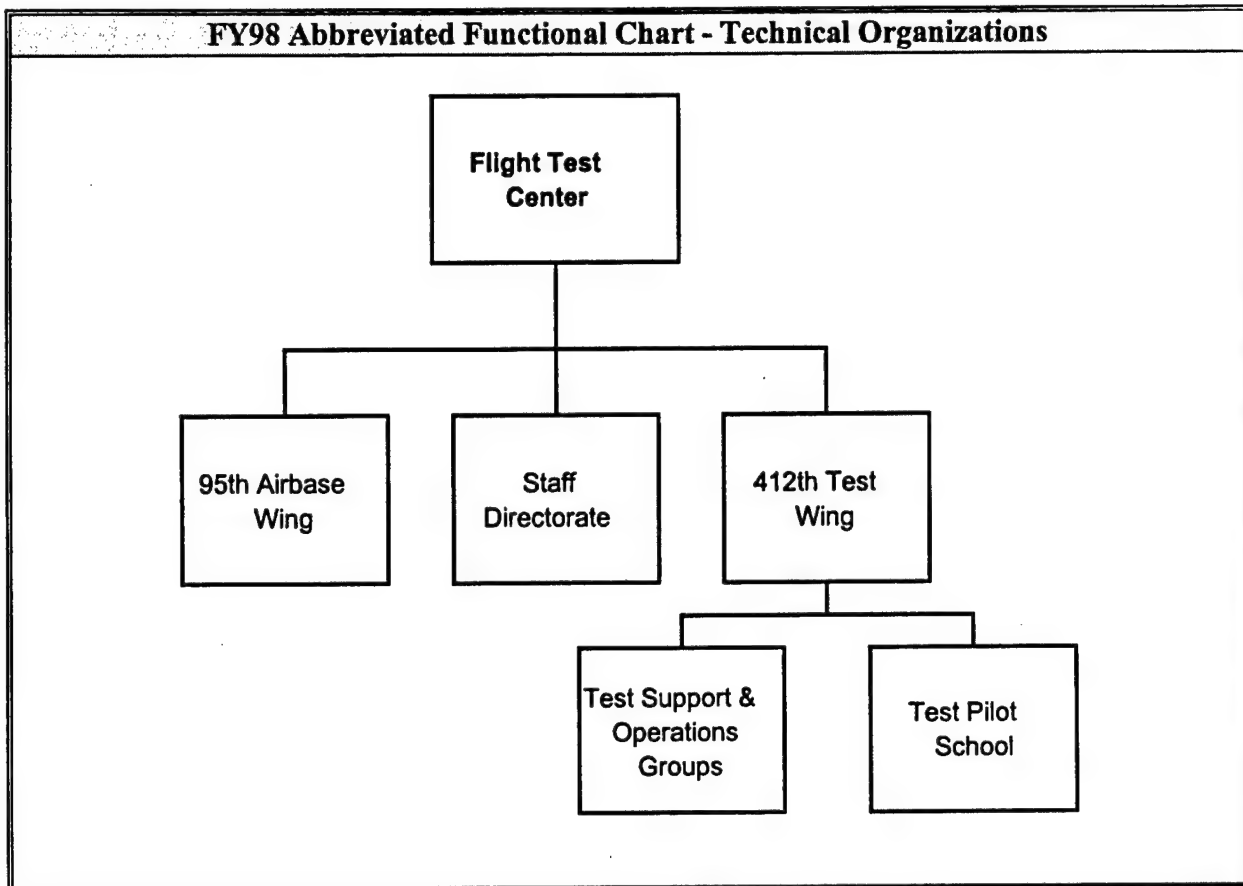 FY98 Abbreviated Functional Chart - Technical Organizations
Flight Test
Center
95th Airbase
Wing
Staff
Directorate
412th Test
Wing
Test Support &
Operations
Groups
Test Pilot
School